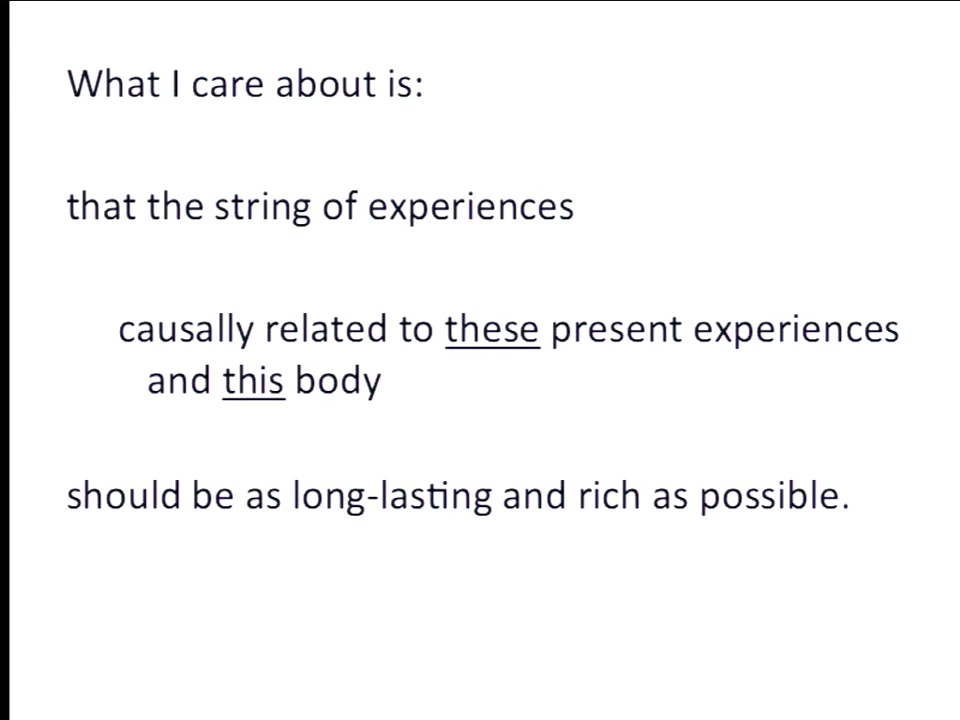 What I care about is:
that the string of experiences
causally related to these present experiences
and this body
should be as long-lasting and rich as possible.